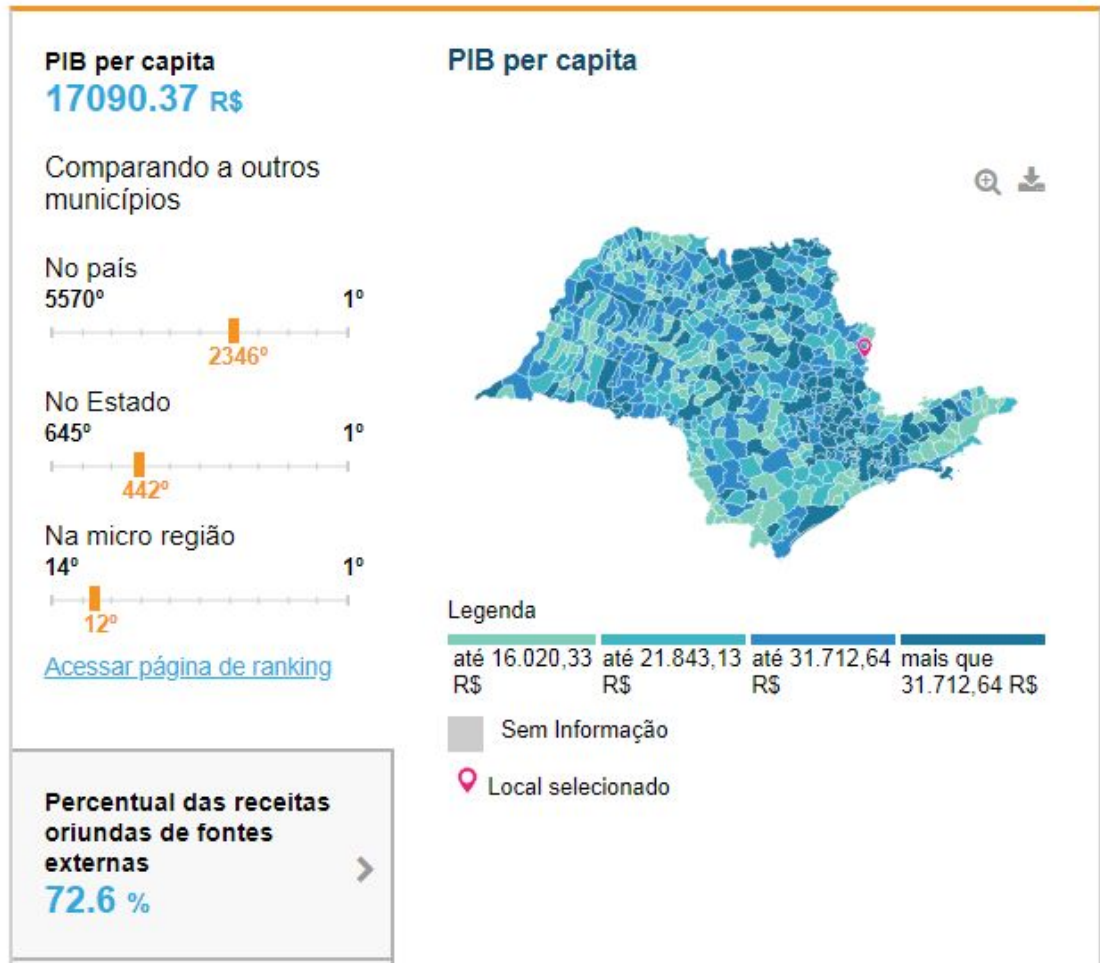 PIB per capita
17090.37 R$
Comparando a outros
municípios
No país
5570º 1º
2346º
No Estado
645º 1º
442º
Na micro região
14º 1º
12º
Acessar página de ranking
Percentual das receitas
oriundas de fontes
externas
72.6 %
PIB per capita
Legenda
até 16.020,33 R$
até 21.843,13 R$
até 31.712,64 R$
mais que 31.712,64 R$
Sem Informação
Local selecionado